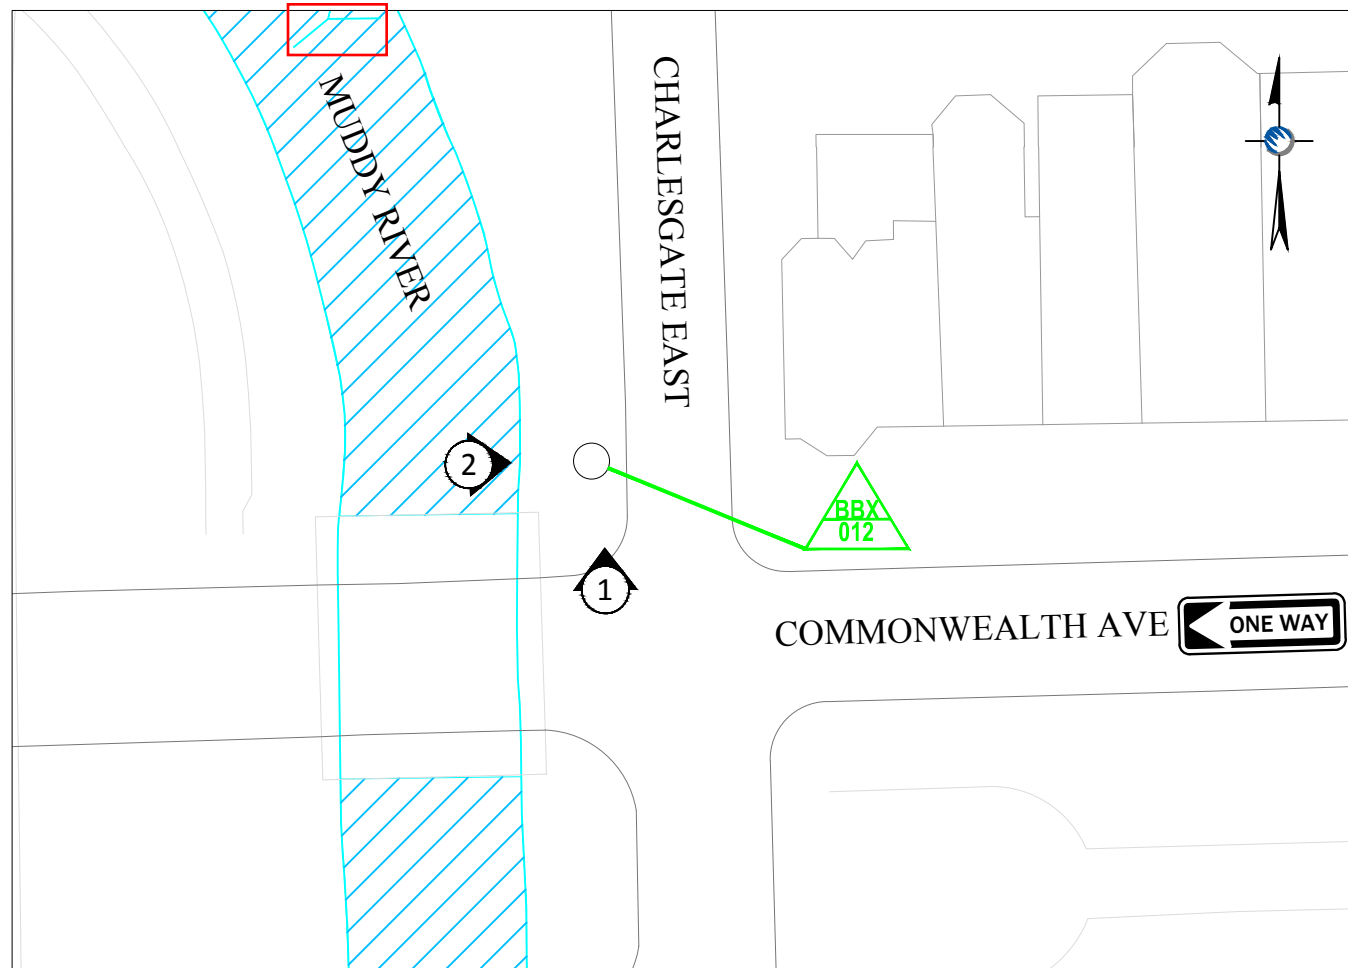 MUDDY RIVER
CHARLESGATE EAST
2
BBX
012
1
COMMONWEALTH AVE
ONE WAY